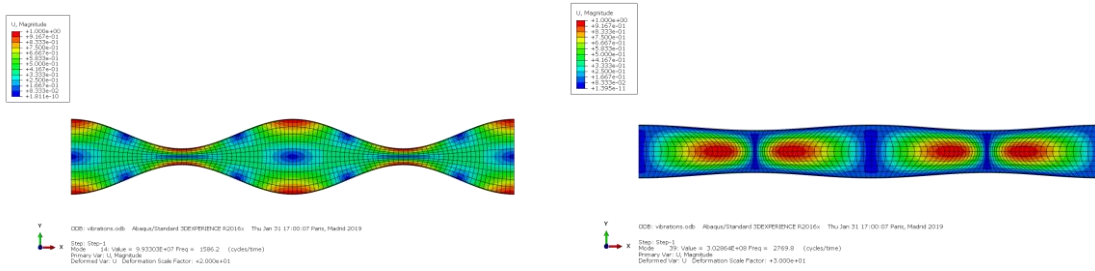 U, Magnitude
+1.000e+00
+9.167e-01
+8.333e-01
+7.500e-01
+6.667e-01
+5.833e-01
+5.000e-01
+4.167e-01
+3.333e-01
+2.500e-01
+1.667e-01
+8.333e-02
+1.811e-10
Y
X
ODB: vibrations.odb Abaqus/Standard 3DEXPERIENCE R2016x Thu Jan 31 17:00:07 Paris, Madrid 2019
Step: Step-1
Mode 14: Value = 9.93303E+07 Freq = 1586.2 (cycles/time)
Primary Var: U, Magnitude
Deformed Var: U Deformation Scale Factor: +2.000e+01
U, Magnitude
+1.000e+00
+9.167e-01
+8.333e-01
+7.500e-01
+6.667e-01
+5.833e-01
+5.000e-01
+4.167e-01
+3.333e-01
+2.500e-01
+1.667e-01
+8.333e-02
+1.395e-11
Y
X
ODB: vibrations.odb Abaqus/Standard 3DEXPERIENCE R2016x Thu Jan 31 17:00:07 Paris, Madrid 2019
Step: Step-1
Mode 39: Value = 3.02864E+08 Freq = 2769.8 (cycles/time)
Primary Var: U, Magnitude
Deformed Var: U Deformation Scale Factor: +3.800e+01